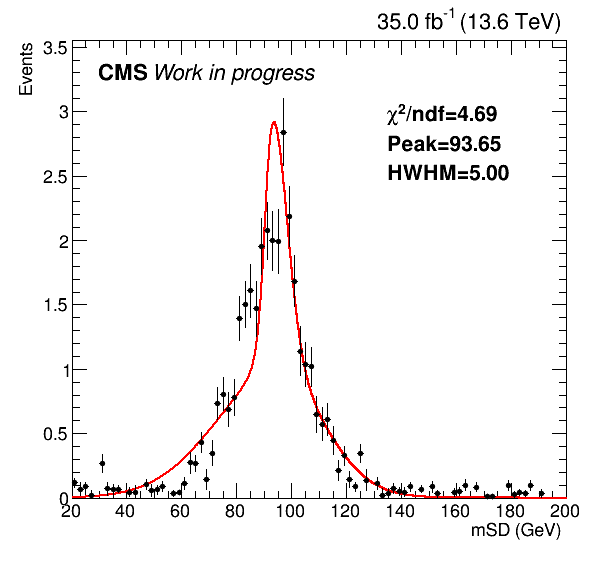 35.0 fb⁻¹ (13.6 TeV)
Events
CMS Work in progress
χ²/ndf=4.69
Peak=93.65
HWHM=5.00
3.5
3
2.5
2
1.5
1
0.5
0
20 40 60 80 100 120 140 160 180 200
mSD (GeV)